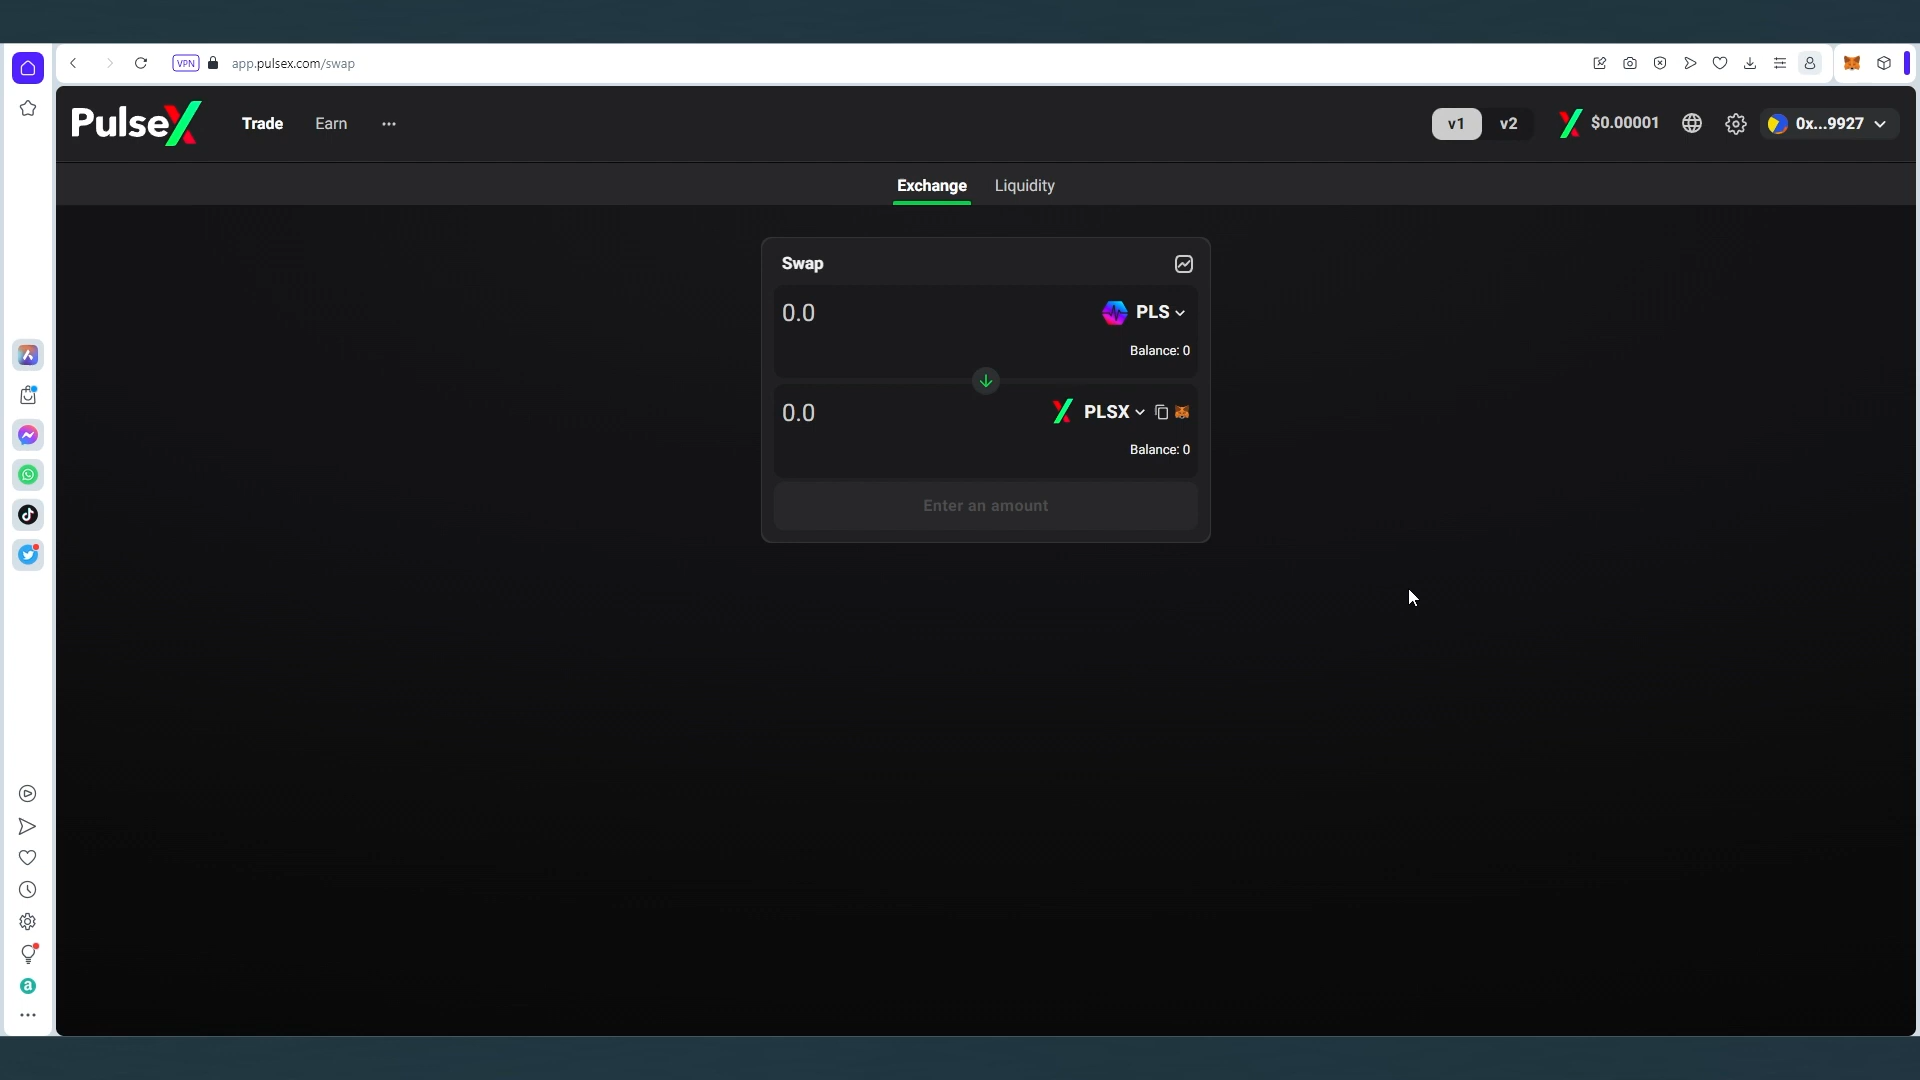 VPN app.pulsex.com/swap
PulseX Trade Earn ... v1 v2 $0.00001 0x...9927
Exchange Liquidity
Swap
0.0 PLS
Balance: 0
0.0 PLSX
Balance: 0
Enter an amount
a